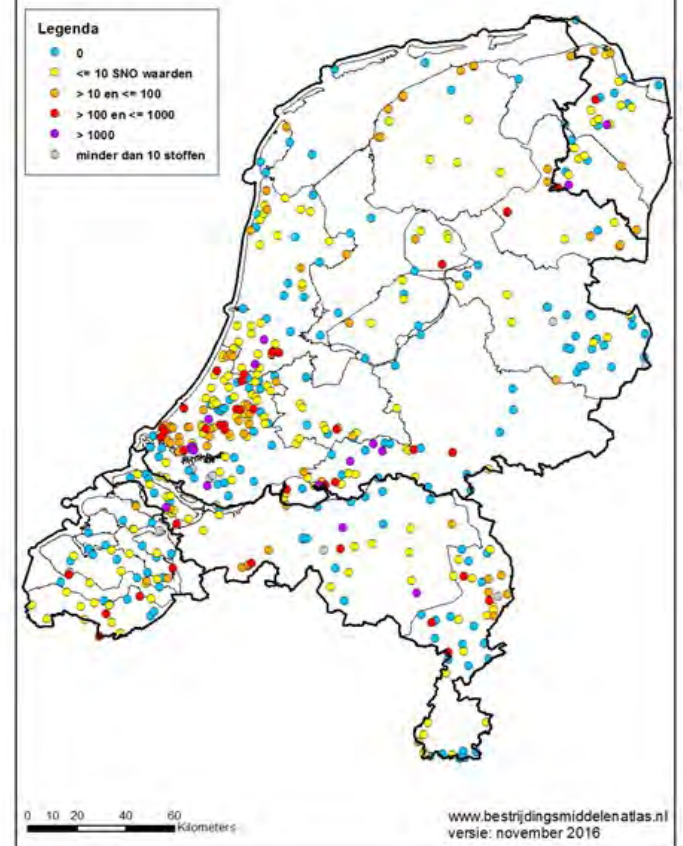 Legenda
0
<= 10 SNO waarden
> 10 en <= 100
> 100 en <= 1000
> 1000
minder dan 10 stoffen
0 10 20 40 60
Kilometers
www.bestrijdingsmiddelenatlas.nl
versie: november 2016